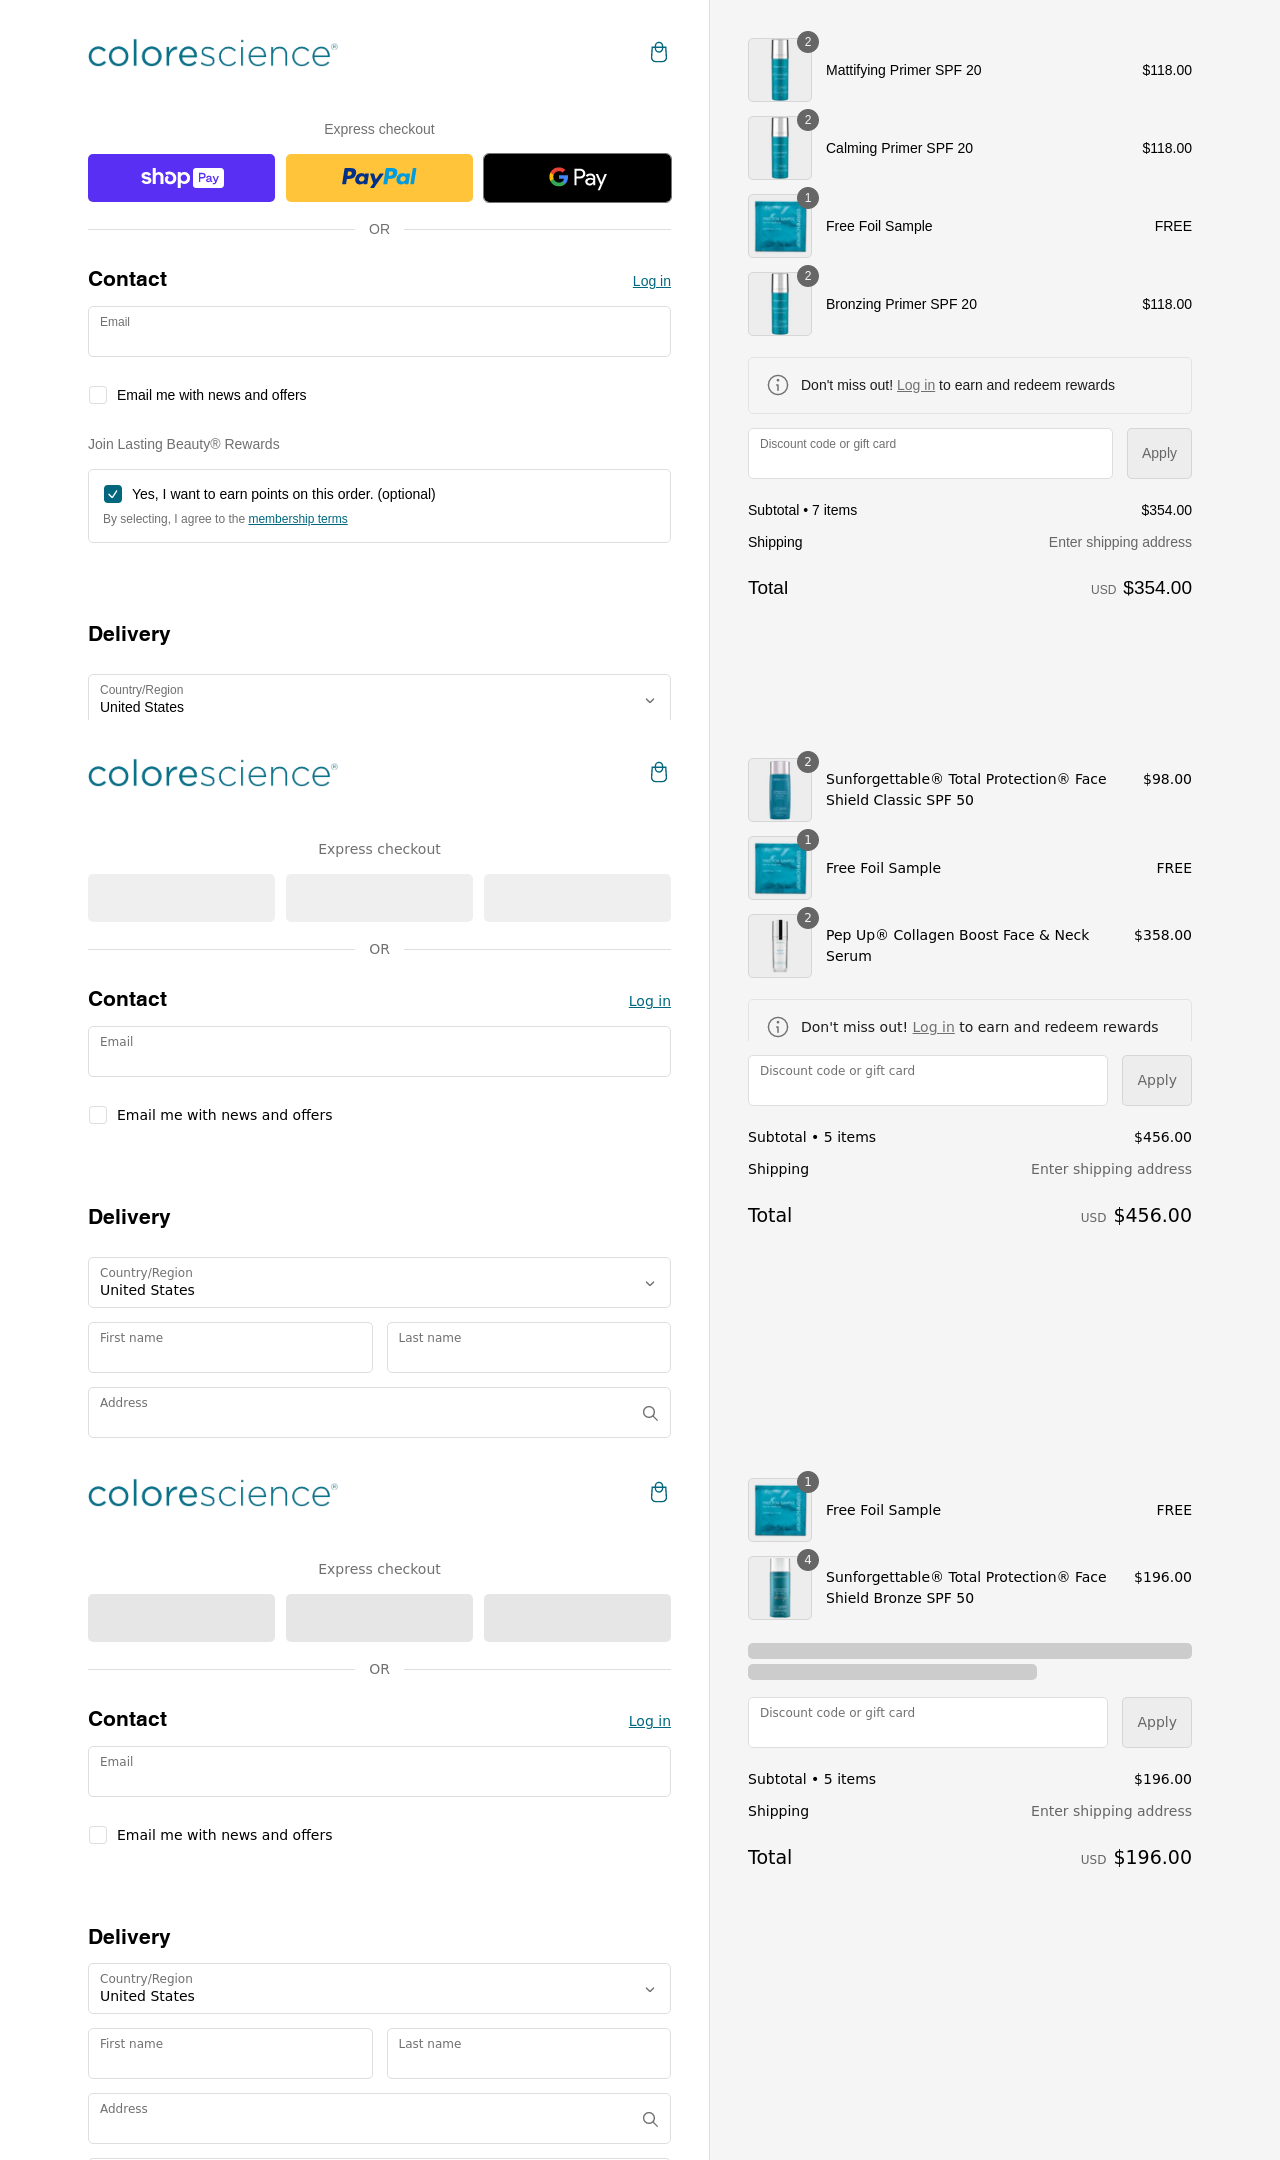 colorescience®
Express checkout
shop Pay
PayPal
G Pay
OR
Contact
Log in
Email
Email me with news and offers
Join Lasting Beauty® Rewards
Yes, I want to earn points on this order. (optional)
By selecting, I agree to the membership terms
Delivery
Country/Region
United States
2
Mattifying Primer SPF 20
$118.00
2
Calming Primer SPF 20
$118.00
1
Free Foil Sample
FREE
2
Bronzing Primer SPF 20
$118.00
Don't miss out! Log in to earn and redeem rewards
Discount code or gift card
Apply
Subtotal • 7 items
$354.00
Shipping
Enter shipping address
Total
USD $354.00
colorescience®
Express checkout
OR
Contact
Log in
Email
Email me with news and offers
Delivery
Country/Region
United States
First name
Last name
Address
2
Sunforgettable® Total Protection® Face
Shield Classic SPF 50
$98.00
1
Free Foil Sample
FREE
2
Pep Up® Collagen Boost Face & Neck
Serum
$358.00
Don't miss out! Log in to earn and redeem rewards
Discount code or gift card
Apply
Subtotal • 5 items
$456.00
Shipping
Enter shipping address
Total
USD $456.00
colorescience®
Express checkout
OR
Contact
Log in
Email
Email me with news and offers
Delivery
Country/Region
United States
First name
Last name
Address
1
Free Foil Sample
FREE
4
Sunforgettable® Total Protection® Face
Shield Bronze SPF 50
$196.00
Discount code or gift card
Apply
Subtotal • 5 items
$196.00
Shipping
Enter shipping address
Total
USD $196.00